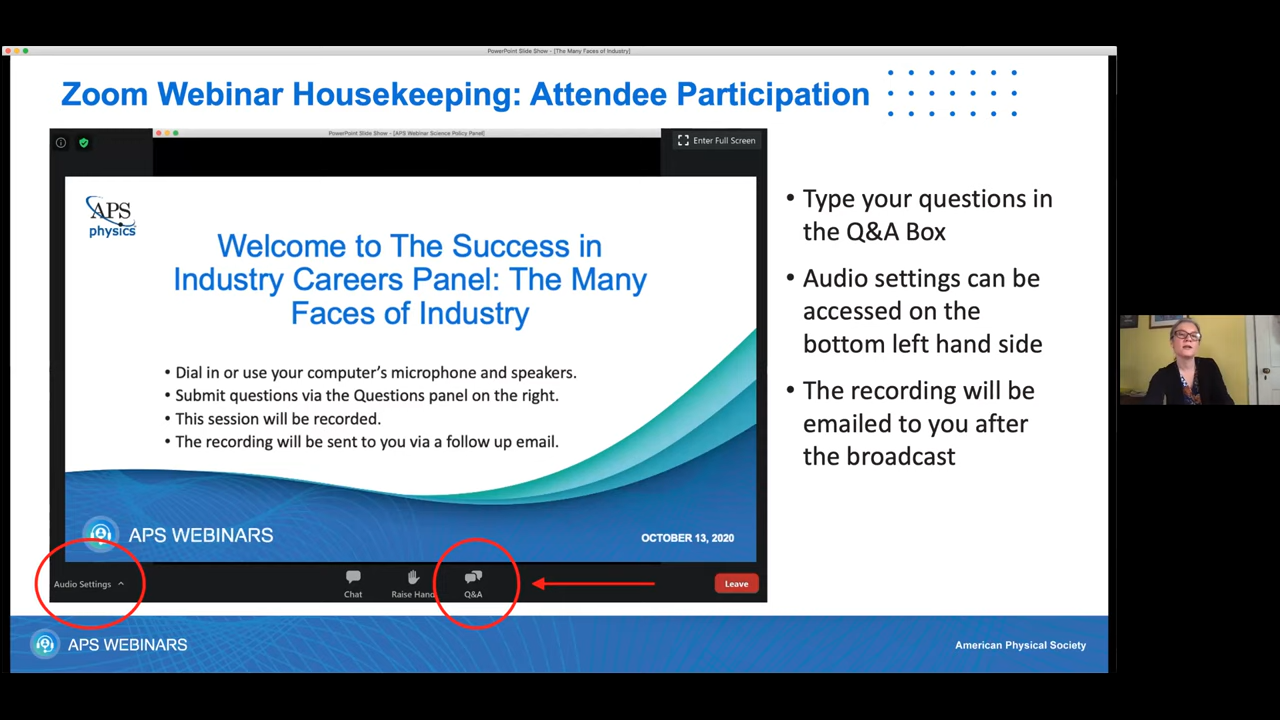 PowerPoint Slide Show - [The Many Faces of Industry]
Zoom Webinar Housekeeping: Attendee Participation
PowerPoint Slide Show - [APS Webinar Science Policy Panel]
Enter Full Screen
APS
physics
Welcome to The Success in
Industry Careers Panel: The Many
Faces of Industry
• Dial in or use your computer's microphone and speakers.
• Submit questions via the Questions panel on the right.
• This session will be recorded.
• The recording will be sent to you via a follow up email.
APS WEBINARS
OCTOBER 13, 2020
Audio Settings
Chat
Raise Hand
Q&A
Leave
• Type your questions in
the Q&A Box
• Audio settings can be
accessed on the
bottom left hand side
• The recording will be
emailed to you after
the broadcast
APS WEBINARS
American Physical Society